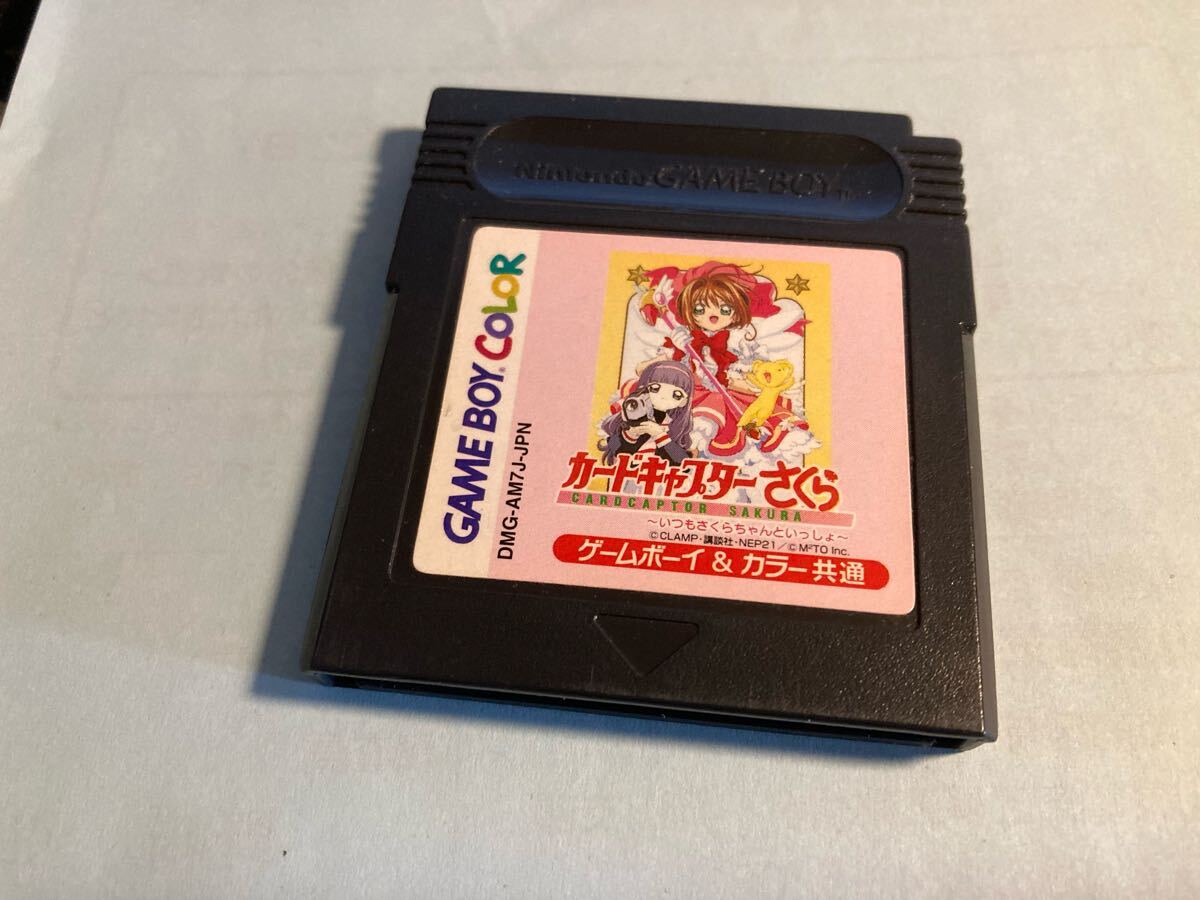 Nintendo GAME BOY TM
GAME BOY COLOR
DMG-AM7J-JPN
カードキャプターさくら
CARDCAPTOR SAKURA
～いつもさくらちゃんといっしょ～
©CLAMP・講談社・NEP21／©M²TO Inc.
ゲームボーイ & カラー共通